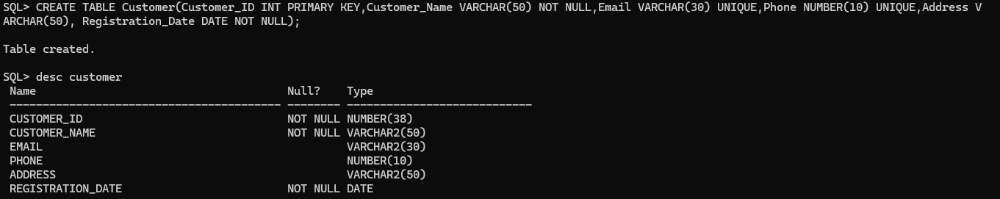 SQL> CREATE TABLE Customer(Customer_ID INT PRIMARY KEY,Customer_Name VARCHAR(50) NOT NULL,Email VARCHAR(30) UNIQUE,Phone NUMBER(10) UNIQUE,Address V
ARCHAR(50), Registration_Date DATE NOT NULL);
Table created.
SQL> desc customer
Name                                      Null?    Type
----------------------------------------- -------- ----------------------------
CUSTOMER_ID                               NOT NULL NUMBER(38)
CUSTOMER_NAME                             NOT NULL VARCHAR2(50)
EMAIL                                              VARCHAR2(30)
PHONE                                              NUMBER(10)
ADDRESS                                            VARCHAR2(50)
REGISTRATION_DATE                         NOT NULL DATE